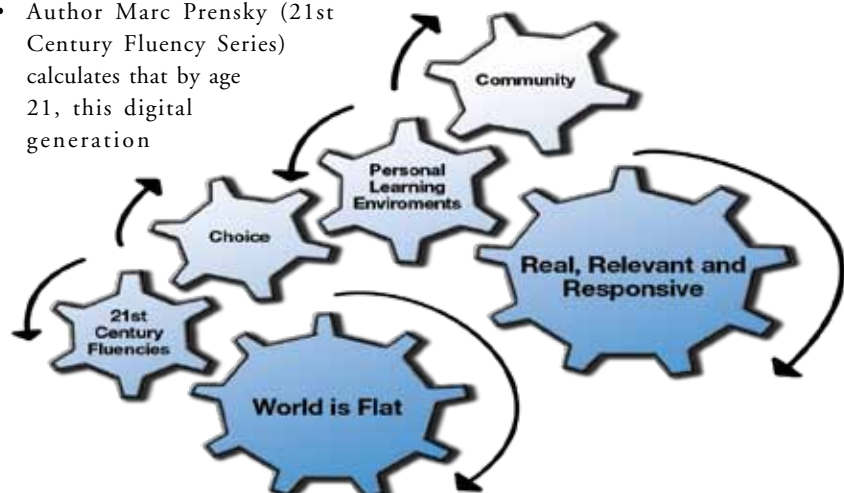 • Author Marc Prensky (21st
Century Fluency Series)
calculates that by age
21, this digital
generation
Community
Personal
Learning
Enviroments
Choice
Real, Relevant and
Responsive
21st
Century
Fluencies
World is Flat